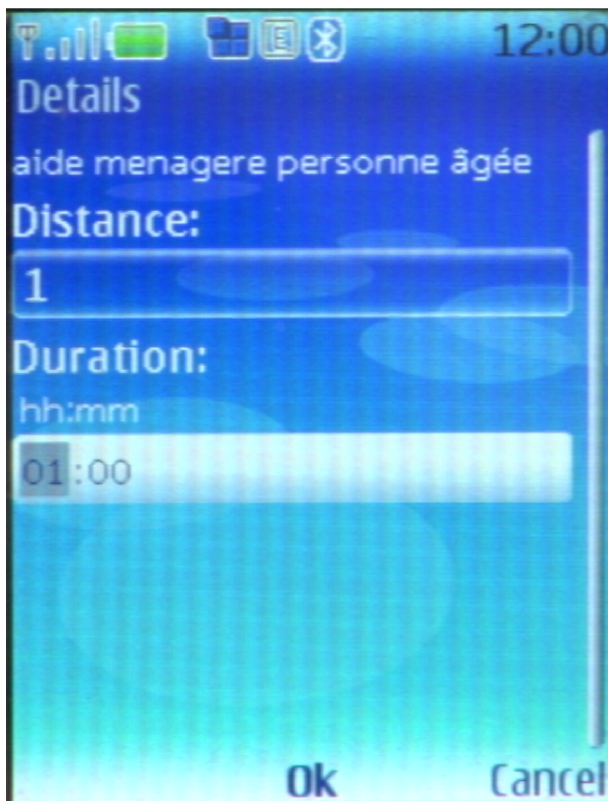 12:00
Details
aide menagere personne âgée
Distance:
1
Duration:
hh:mm
01:00
Ok
Cancel